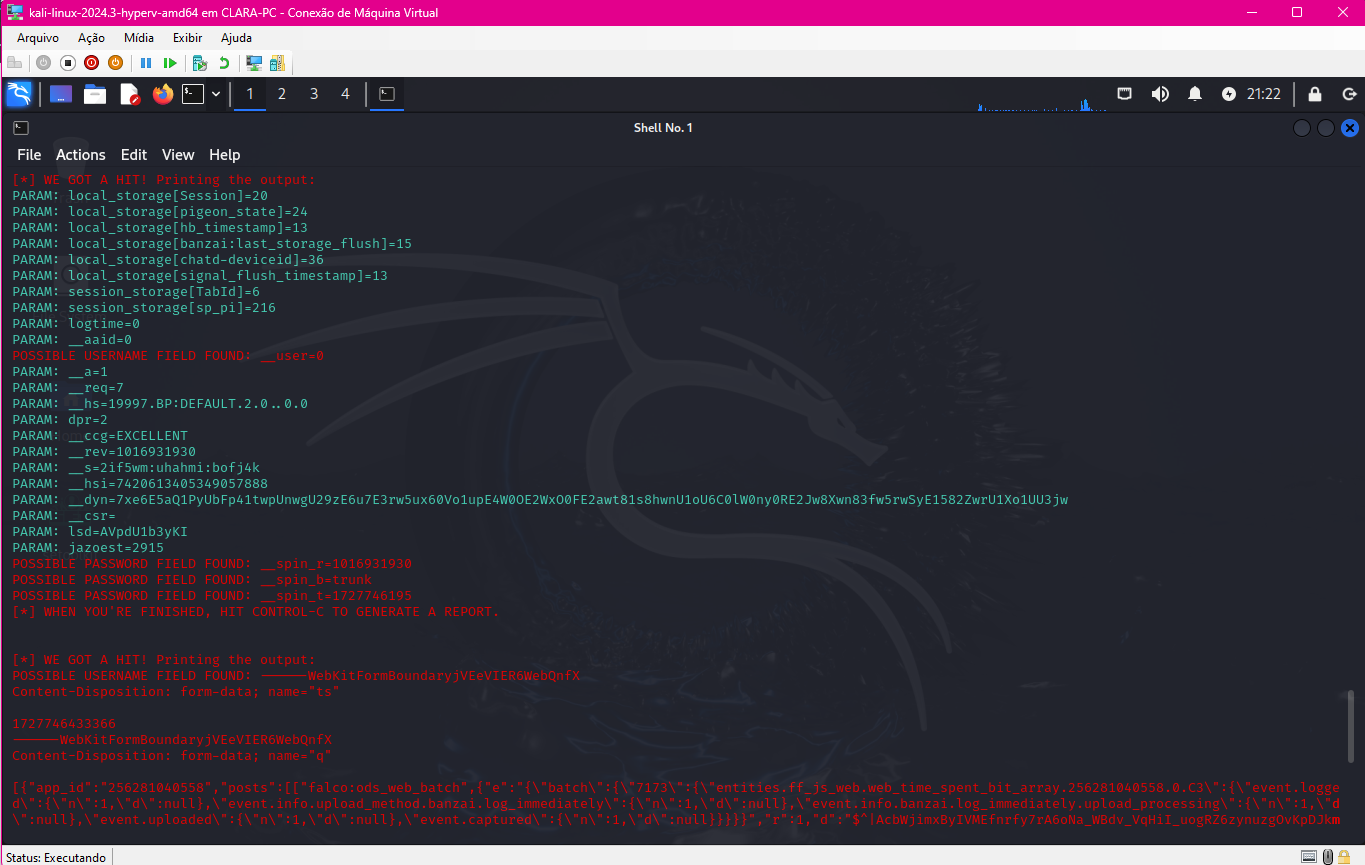 kali-linux-2024.3-hyperv-amd64 em CLARA-PC - Conexão de Máquina Virtual
Arquivo Ação Mídia Exibir Ajuda
1 2 3 4 21:22
Shell No. 1
File Actions Edit View Help
[*] WE GOT A HIT! Printing the output:
PARAM: local_storage[Session]=20
PARAM: local_storage[pigeon_state]=24
PARAM: local_storage[hb_timestamp]=13
PARAM: local_storage[banzai:last_storage_flush]=15
PARAM: local_storage[chatd-deviceid]=36
PARAM: local_storage[signal_flush_timestamp]=13
PARAM: session_storage[TabId]=6
PARAM: session_storage[sp_pi]=216
PARAM: logtime=0
PARAM: __aaid=0
POSSIBLE USERNAME FIELD FOUND: __user=0
PARAM: __a=1
PARAM: __req=7
PARAM: __hs=19997.BP:DEFAULT.2.0..0.0
PARAM: dpr=2
PARAM: __ccg=EXCELLENT
PARAM: __rev=1016931930
PARAM: __s=2if5wm:uhahmi:bofj4k
PARAM: __hsi=7420613405349057888
PARAM: __dyn=7xe6E5aQ1PyUbFp41twpUnwgU29zE6u7E3rw5ux60Vo1upE4W0OE2WxO0FE2awt81s8hwnU1oU6C0lW0ny0RE2Jw8Xwn83fw5rwSyE1582ZwrU1Xo1UU3jw
PARAM: __csr=
PARAM: lsd=AVpdU1b3yKI
PARAM: jazoest=2915
POSSIBLE PASSWORD FIELD FOUND: __spin_r=1016931930
POSSIBLE PASSWORD FIELD FOUND: __spin_b=trunk
POSSIBLE PASSWORD FIELD FOUND: __spin_t=1727746195
[*] WHEN YOU'RE FINISHED, HIT CONTROL-C TO GENERATE A REPORT.
[*] WE GOT A HIT! Printing the output:
POSSIBLE USERNAME FIELD FOUND: ------WebKitFormBoundaryjVEeVIER6WebQnfX
Content-Disposition: form-data; name="ts"
1727746433366
------WebKitFormBoundaryjVEeVIER6WebQnfX
Content-Disposition: form-data; name="q"
[{"app_id":"256281040558","posts":[["falco:ods_web_batch",{"e":"{\"batch\":{\"7173\":{\"entities.ff_js_web.web_time_spent_bit_array.256281040558.0.C3\":{\"event.logge
d\":{\"n\":1,\"d\":null},\"event.info.upload_method.banzai.log_immediately\":{\"n\":1,\"d\":null},\"event.info.banzai.log_immediately.upload_processing\":{\"n\":1,\"d
\":null},\"event.uploaded\":{\"n\":1,\"d\":null},\"event.captured\":{\"n\":1,\"d\":null}}}}}","r":1,"d":"$^|AcbWjimxByIVMEfnrfy7rA6oNa_WBdv_VqHiI_uogRZ6zynuzgOvKpDJkm
Status: Executando